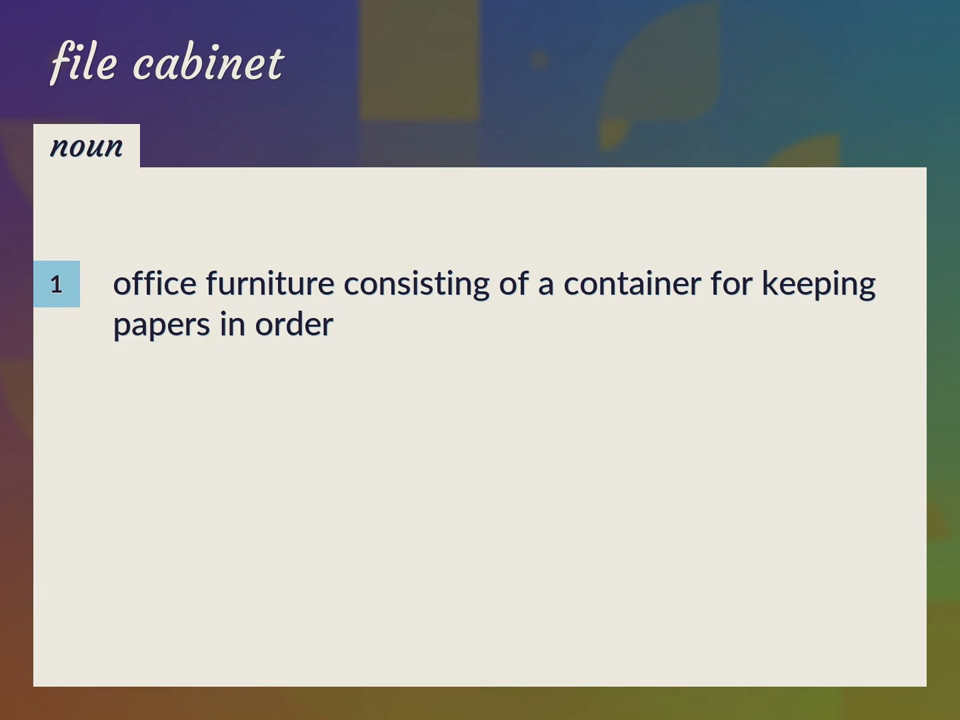 file cabinet
noun
1
office furniture consisting of a container for keeping
papers in order